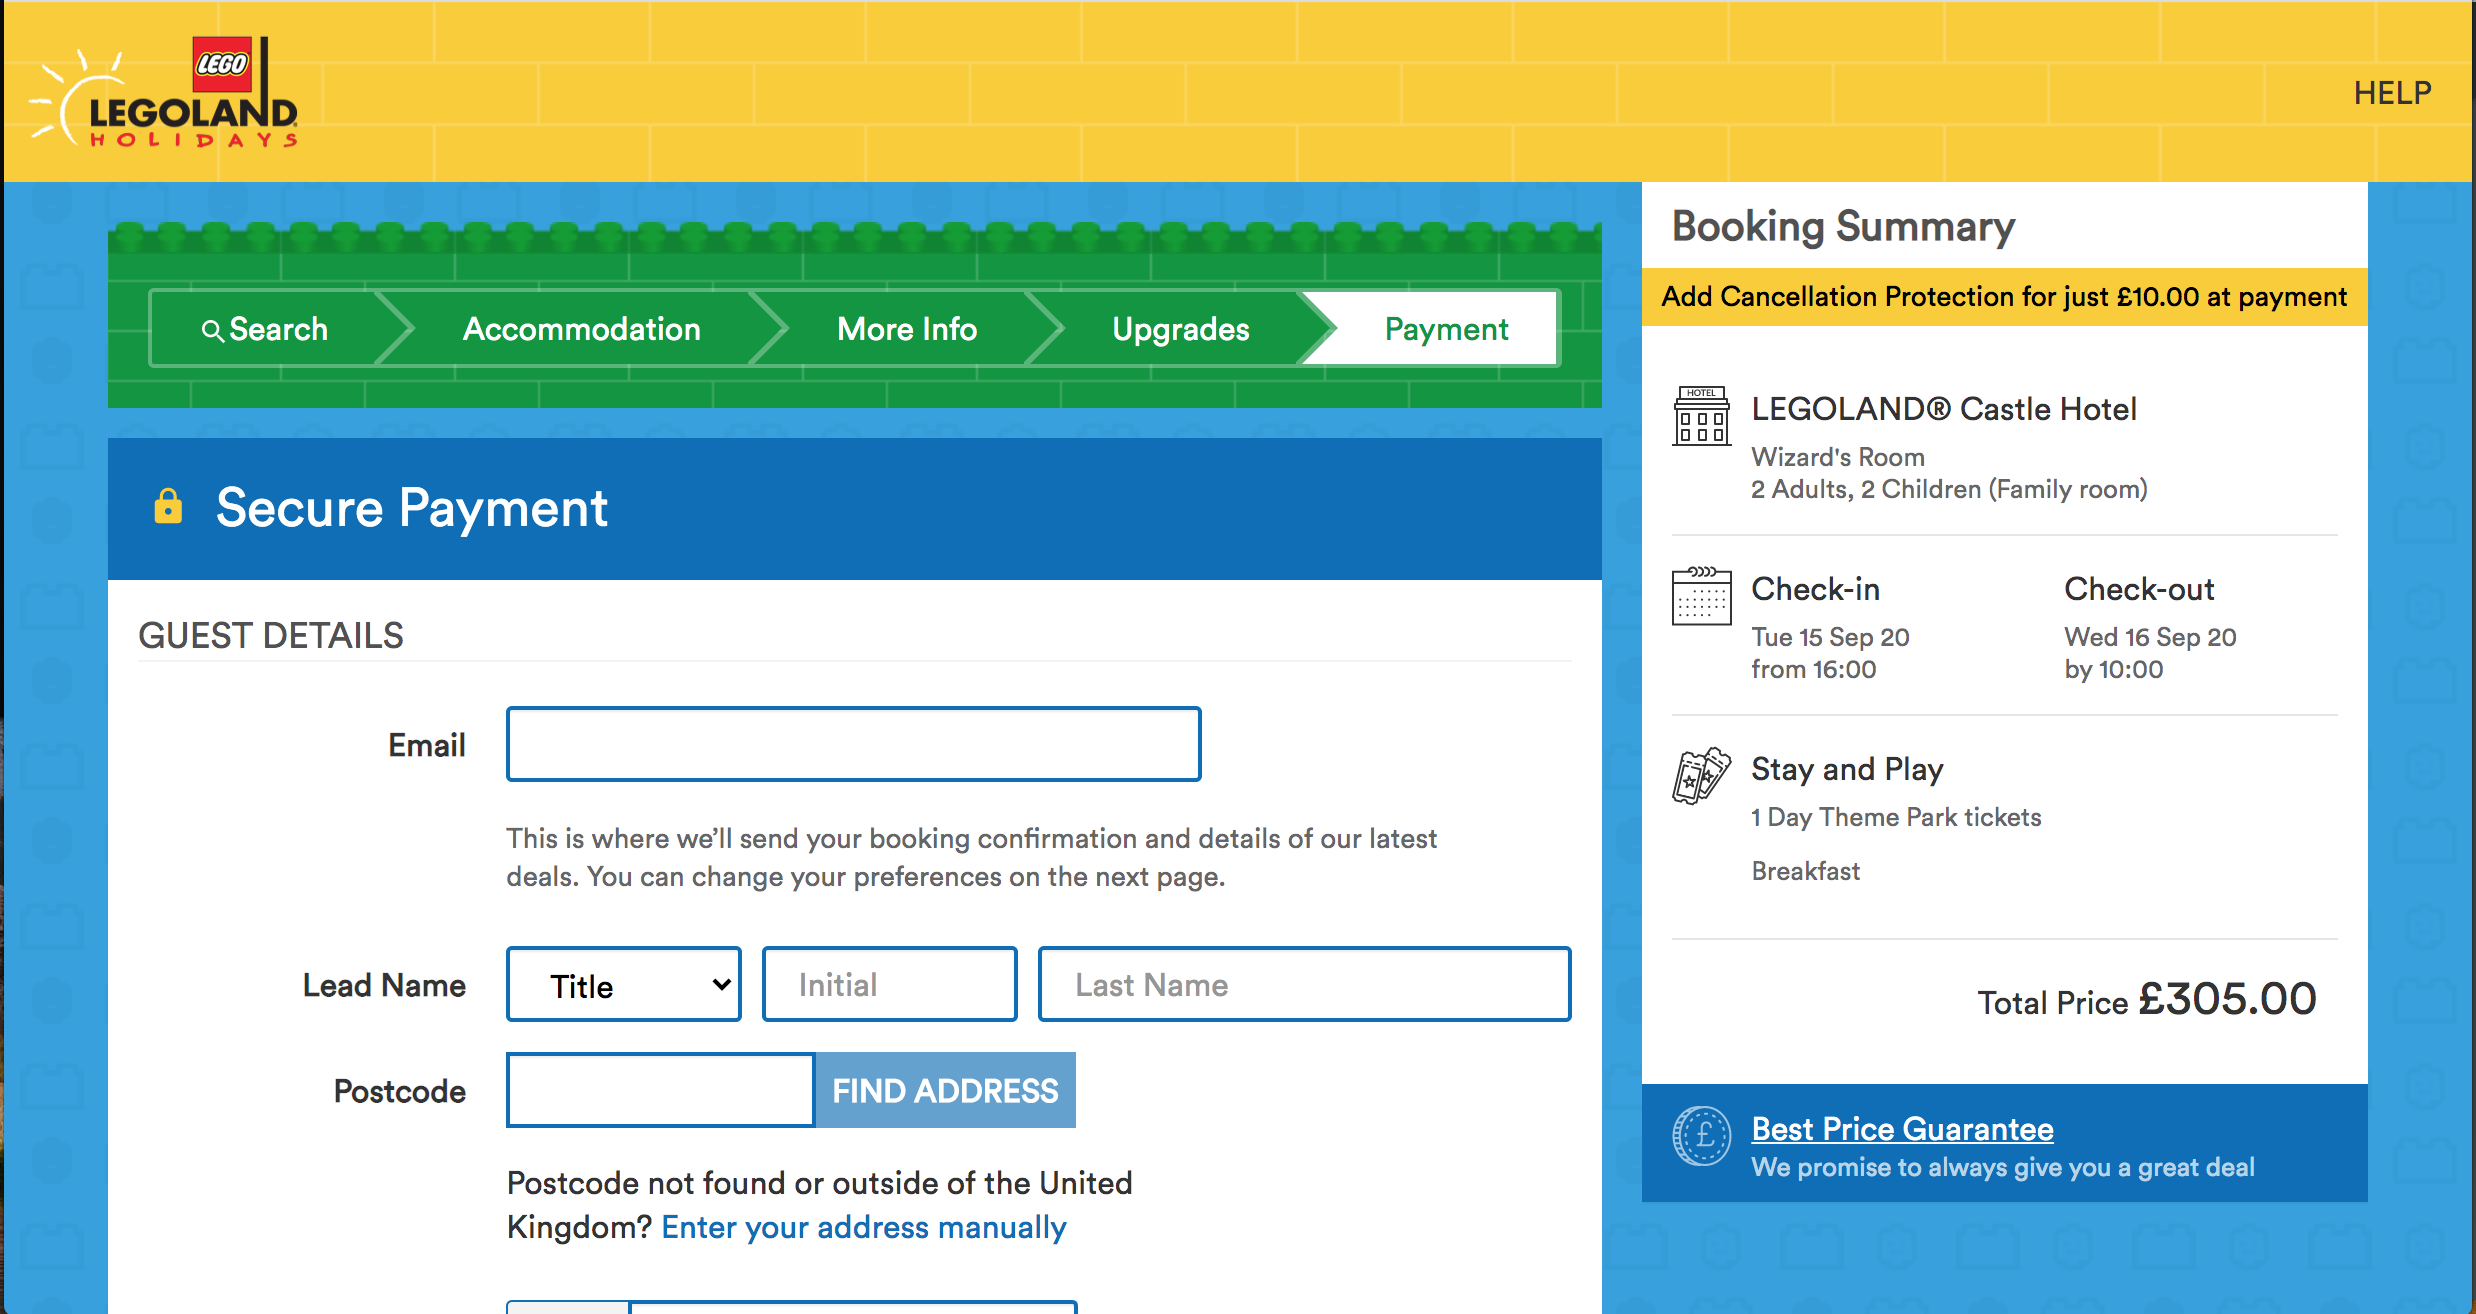 LEGO
LEGOLAND
HOLIDAYS
HELP
Search
Accommodation
More Info
Upgrades
Payment
Secure Payment
GUEST DETAILS
Email
This is where we’ll send your booking confirmation and details of our latest
deals. You can change your preferences on the next page.
Lead Name
Title
Initial
Last Name
Postcode
FIND ADDRESS
Postcode not found or outside of the United
Kingdom? Enter your address manually
Booking Summary
Add Cancellation Protection for just £10.00 at payment
HOTEL
LEGOLAND® Castle Hotel
Wizard's Room
2 Adults, 2 Children (Family room)
Check-in
Tue 15 Sep 20
from 16:00
Check-out
Wed 16 Sep 20
by 10:00
Stay and Play
1 Day Theme Park tickets
Breakfast
Total Price £305.00
£
Best Price Guarantee
We promise to always give you a great deal